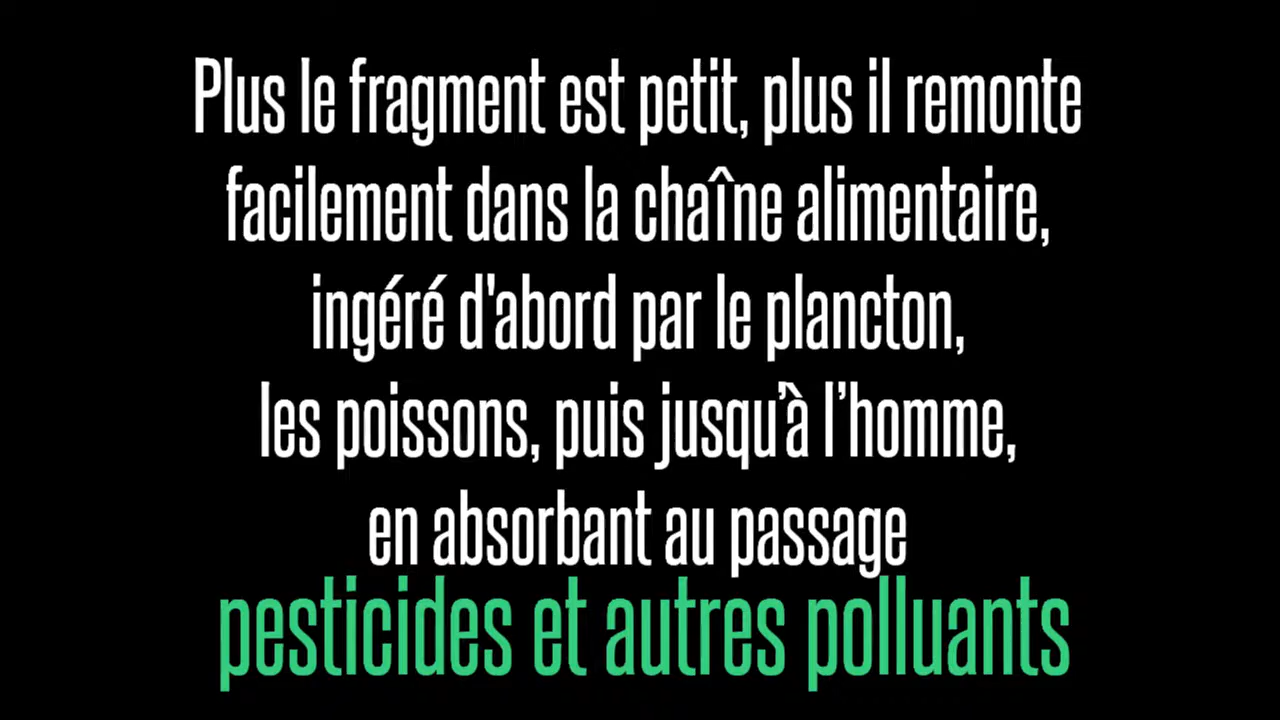 Plus le fragment est petit, plus il remonte
facilement dans la chaîne alimentaire,
ingéré d'abord par le plancton,
les poissons, puis jusqu’à l’homme,
en absorbant au passage
pesticides et autres polluants